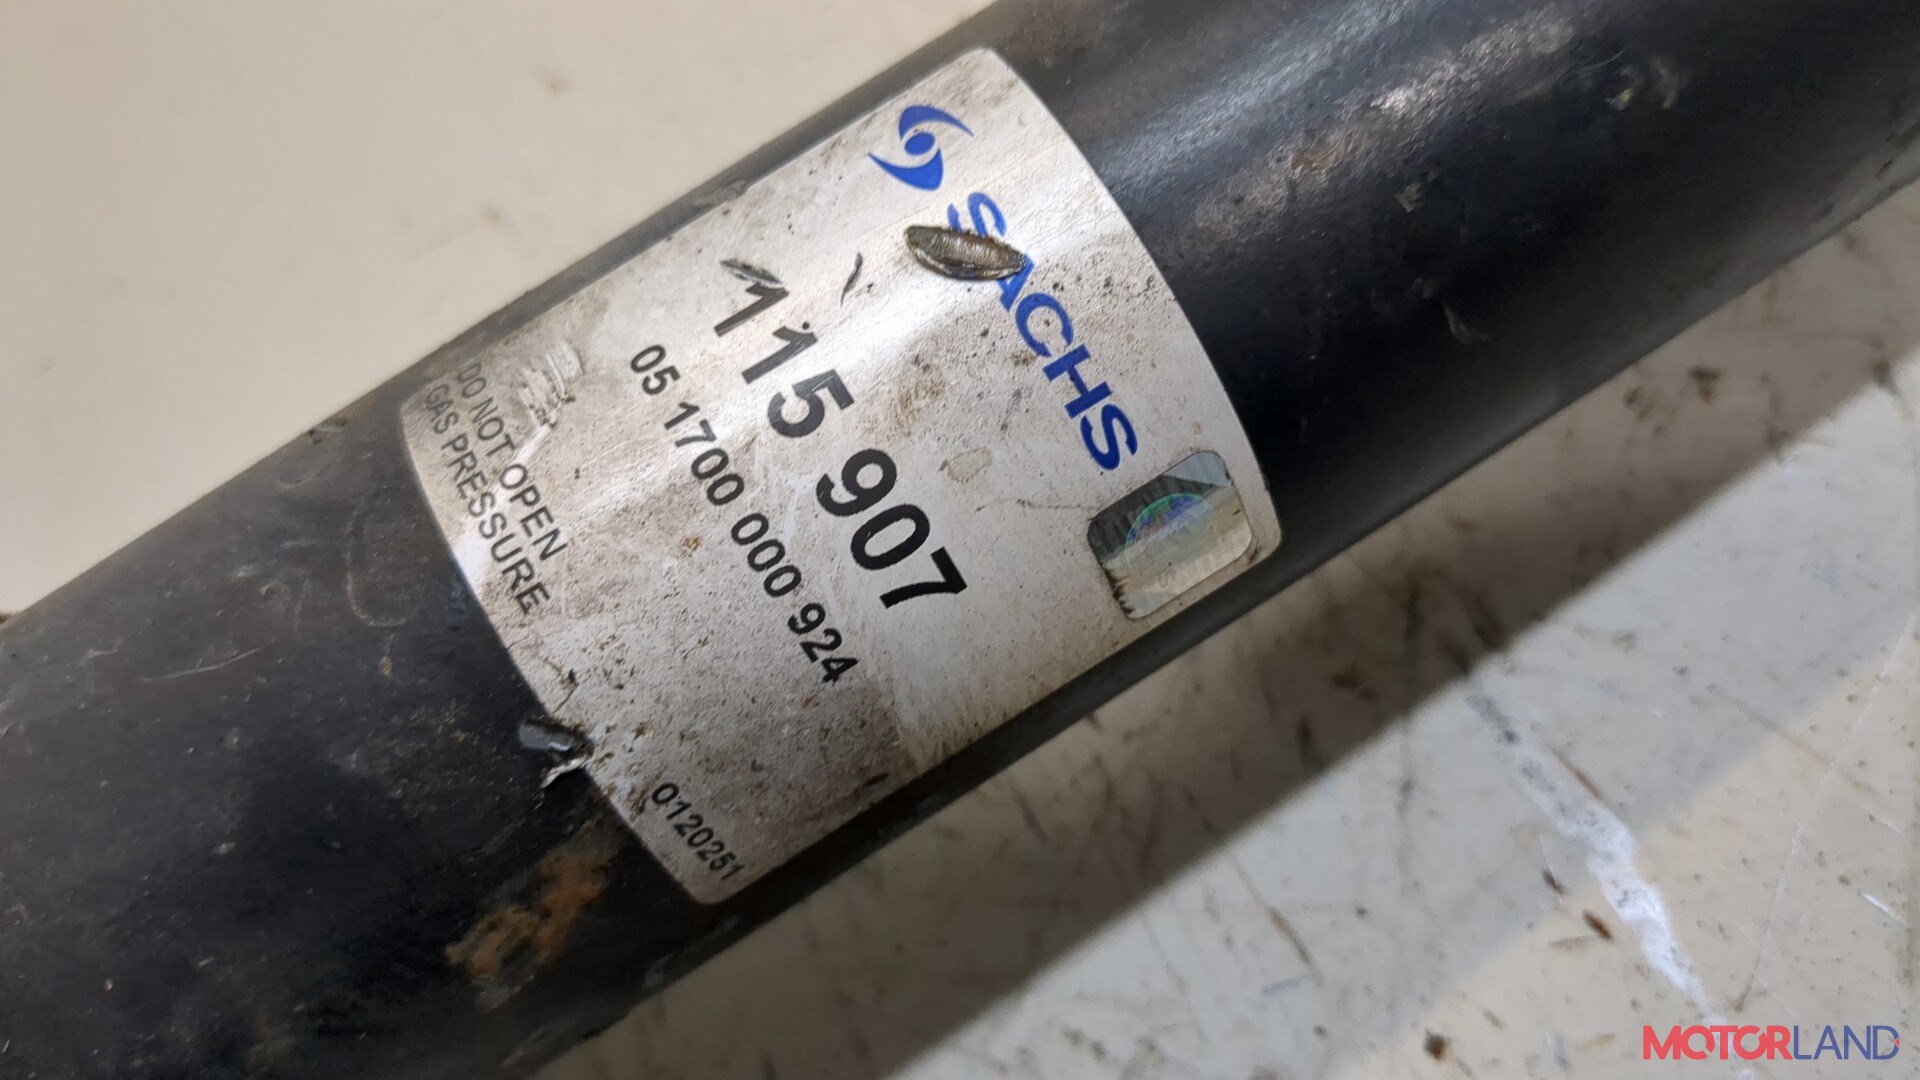 SACHS
115 907
05 1700 000 924
DO NOT OPEN
GAS PRESSURE
0120251
MOTORLAND